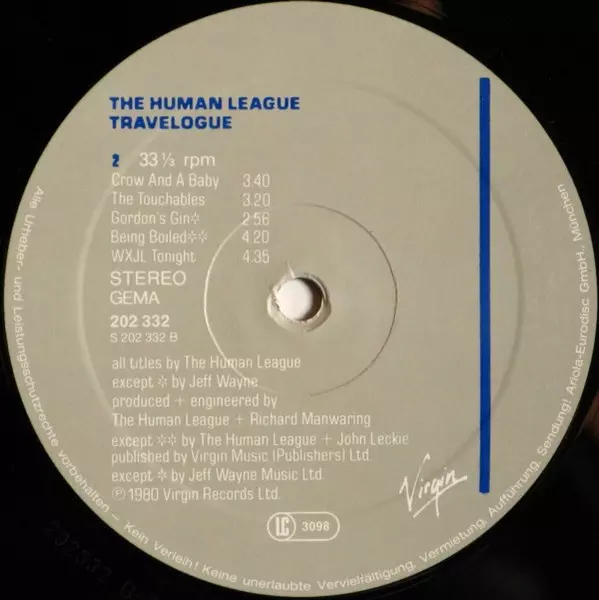 THE HUMAN LEAGUE
TRAVELOGUE
2 33 1/3 rpm
Crow And A Baby 3.40
The Touchables 3.20
Gordon's Gin* 2.56
Being Boiled** 4.20
WXJL Tonight 4.35
STEREO
GEMA
202 332
S 202 332 B
all titles by The Human League
except * by Jeff Wayne
produced + engineered by
The Human League + Richard Manwaring
except ** by The Human League + John Leckie
published by Virgin Music (Publishers) Ltd.
except * by Jeff Wayne Music Ltd.
℗ 1980 Virgin Records Ltd.
Virgin
LC 3098
Alle Urheber- und Leistungsschutzrechte vorbehalten – Kein Verleih! Keine unerlaubte Vervielfältigung, Vermietung, Aufführung, Sendung! Ariola-Eurodisc GmbH., München
202332 B